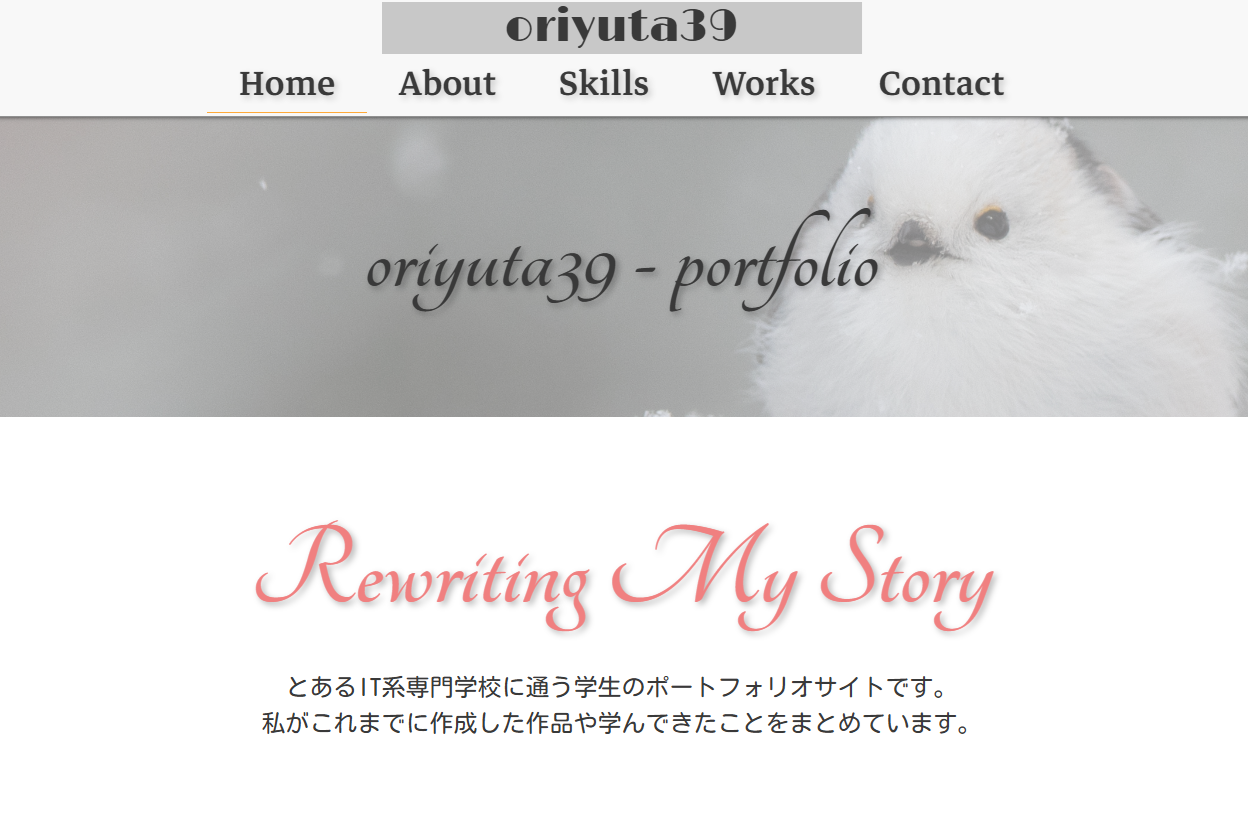 oriyuta39
Home About Skills Works Contact
oriyuta39 - portfolio
Rewriting My Story
とあるIT系専門学校に通う学生のポートフォリオサイトです。
私がこれまでに作成した作品や学んできたことをまとめています。